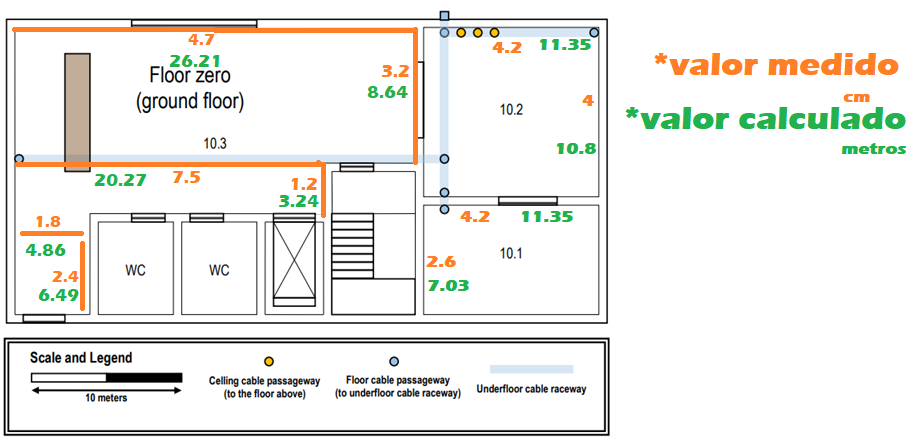 4.7
26.21
Floor zero
(ground floor)
3.2
8.64
4.2
11.35
10.2
4
10.8
10.3
20.27
7.5
1.2
3.24
4.2
11.35
10.1
2.6
7.03
1.8
4.86
2.4
6.49
WC
WC
*valor medido
cm
*valor calculado
metros
Scale and Legend
10 meters
Celling cable passageway
(to the floor above)
Floor cable passageway
(to underfloor cable raceway)
Underfloor cable raceway